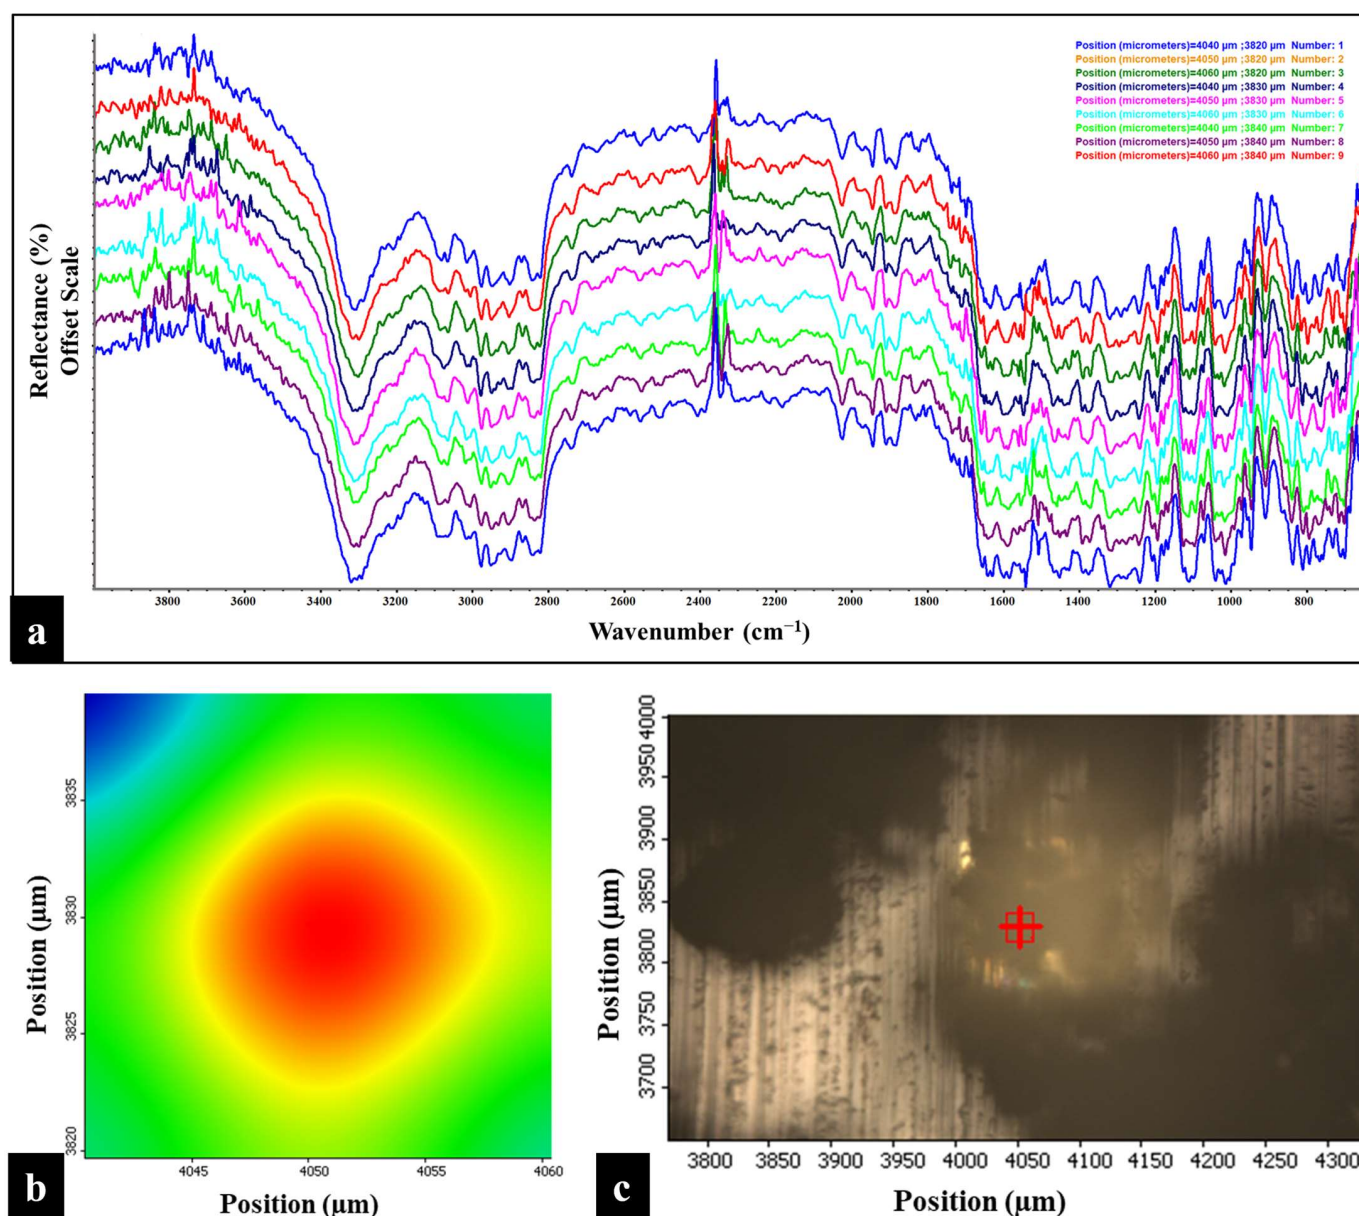 Position (micrometers)=4040 µm ;3820 µm Number: 1
Position (micrometers)=4050 µm ;3820 µm Number: 2
Position (micrometers)=4060 µm ;3820 µm Number: 3
Position (micrometers)=4040 µm ;3830 µm Number: 4
Position (micrometers)=4050 µm ;3830 µm Number: 5
Position (micrometers)=4060 µm ;3830 µm Number: 6
Position (micrometers)=4040 µm ;3840 µm Number: 7
Position (micrometers)=4050 µm ;3840 µm Number: 8
Position (micrometers)=4060 µm ;3840 µm Number: 9
Reflectance (%)
Offset Scale
3800 3600 3400 3200 3000 2800 2600 2400 2200 2000 1800 1600 1400 1200 1000 800
Wavenumber (cm⁻¹)
a
3835
3830
3825
3820
Position (µm)
4045 4050 4055 4060
Position (µm)
b
4000
3950
3900
3850
3800
3750
3700
Position (µm)
3800 3850 3900 3950 4000 4050 4100 4150 4200 4250 4300
Position (µm)
c